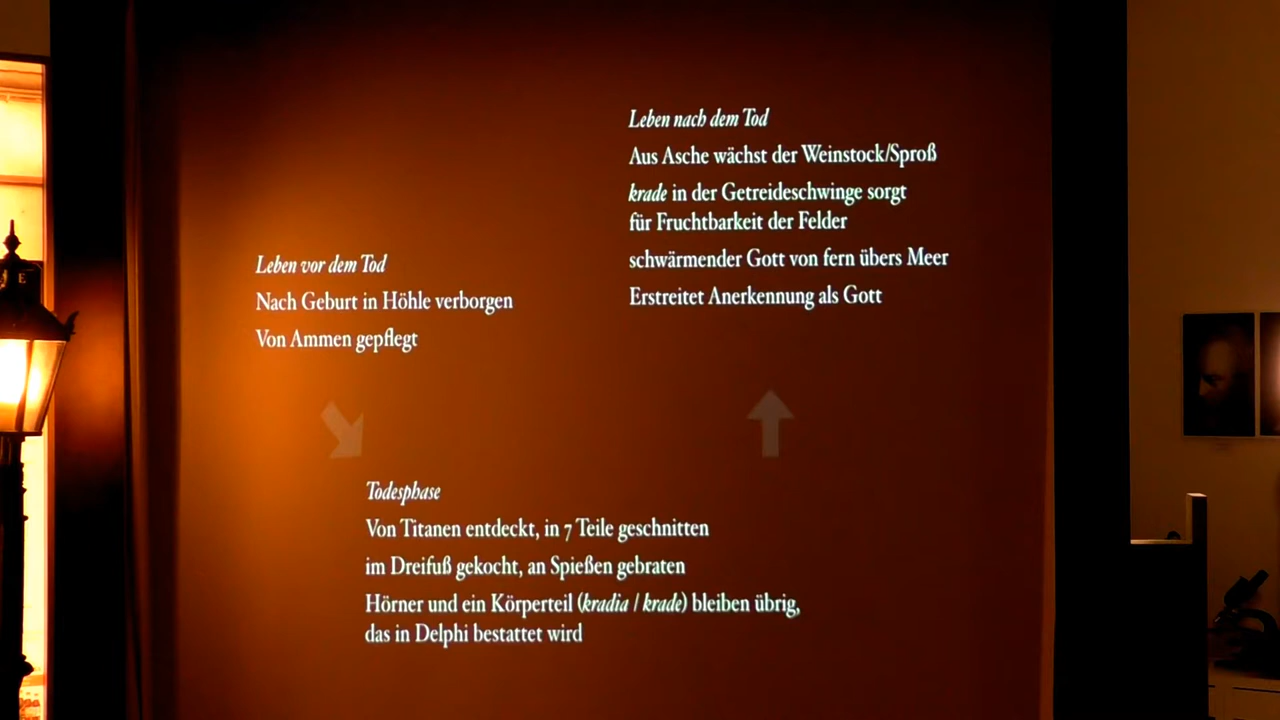 Leben vor dem Tod
Nach Geburt in Höhle verborgen
Von Ammen gepflegt
Todesphase
Von Titanen entdeckt, in 7 Teile geschnitten
im Dreifuß gekocht, an Spießen gebraten
Hörner und ein Körperteil (kradia / krade) bleiben übrig,
das in Delphi bestattet wird
Leben nach dem Tod
Aus Asche wächst der Weinstock/Sproß
krade in der Getreideschwinge sorgt
für Fruchtbarkeit der Felder
schwärmender Gott von fern übers Meer
Erstreitet Anerkennung als Gott